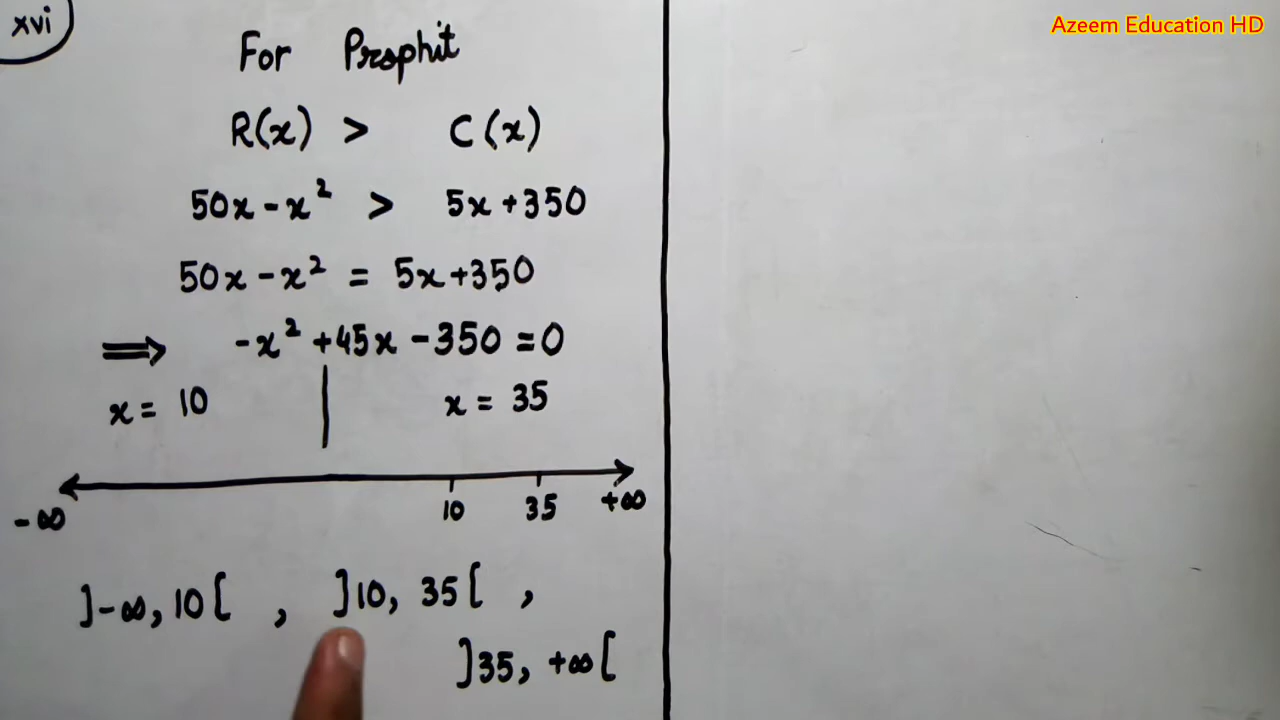 xvi
Azeem Education HD
For Prophit
R(x) > C(x)
50x - x² > 5x + 350
50x - x² = 5x + 350
⟹ -x² + 45x - 350 = 0
x = 10 | x = 35
-∞ 10 35 +∞
]-∞, 10[ , ]10, 35[ ,
]35, +∞[